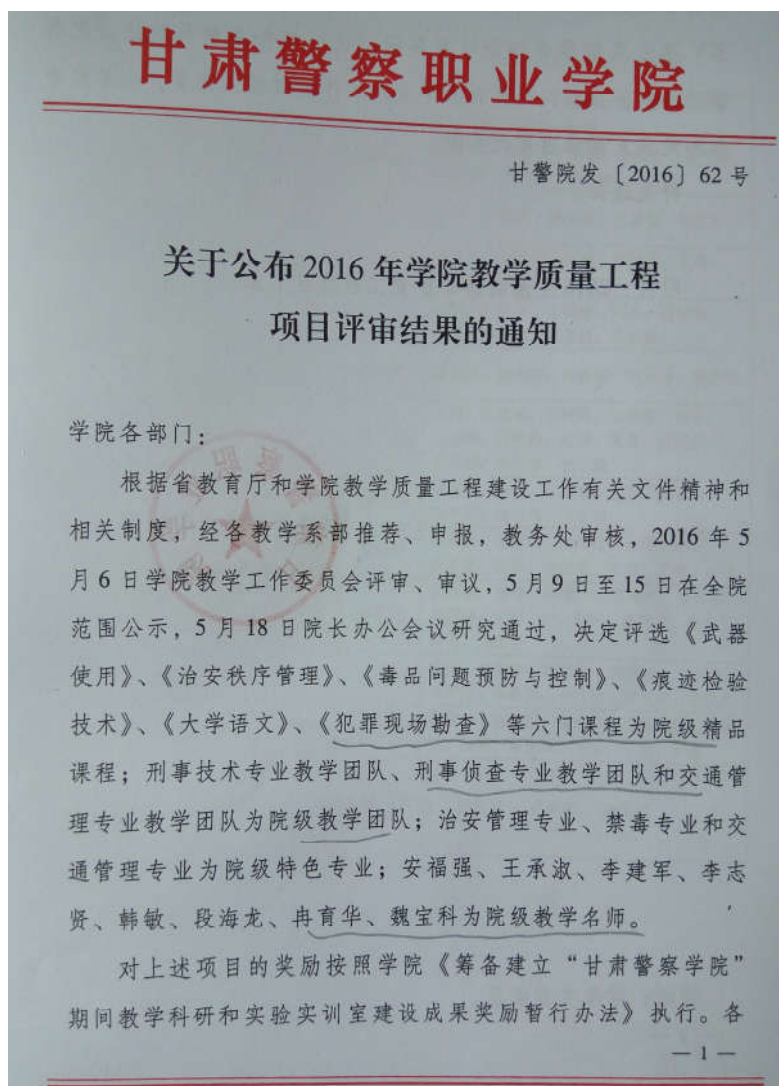 甘肃警察职业学院
甘警院发〔2016〕62 号
关于公布 2016 年学院教学质量工程
项目评审结果的通知
学院各部门：
根据省教育厅和学院教学质量工程建设工作有关文件精神和
相关制度，经各教学系部推荐、申报，教务处审核，2016 年 5
月 6 日学院教学工作委员会评审、审议，5 月 9 日至 15 日在全院
范围公示，5 月 18 日院长办公会议研究通过，决定评选《武器
使用》、《治安秩序管理》、《毒品问题预防与控制》、《痕迹检验
技术》、《大学语文》、《犯罪现场勘查》等六门课程为院级精品
课程；刑事技术专业教学团队、刑事侦查专业教学团队和交通管
理专业教学团队为院级教学团队；治安管理专业、禁毒专业和交
通管理专业为院级特色专业；安福强、王承淑、李建军、李志
贤、韩敏、段海龙、冉育华、魏宝科为院级教学名师。
对上述项目的奖励按照学院《筹备建立“甘肃警察学院”
期间教学科研和实验实训室建设成果奖励暂行办法》执行。各
— 1 —